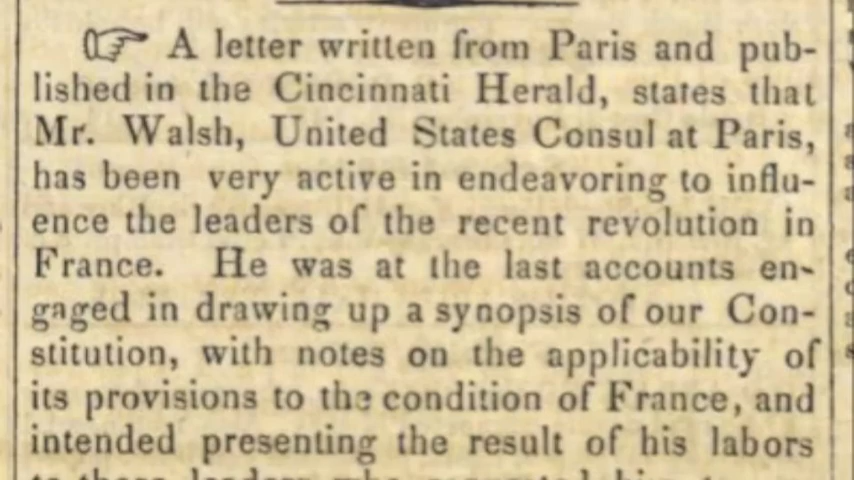 ☞ A letter written from Paris and pub-
lished in the Cincinnati Herald, states that
Mr. Walsh, United States Consul at Paris,
has been very active in endeavoring to influ-
ence the leaders of the recent revolution in
France. He was at the last accounts en-
gaged in drawing up a synopsis of our Con-
stitution, with notes on the applicability of
its provisions to the condition of France, and
intended presenting the result of his labors